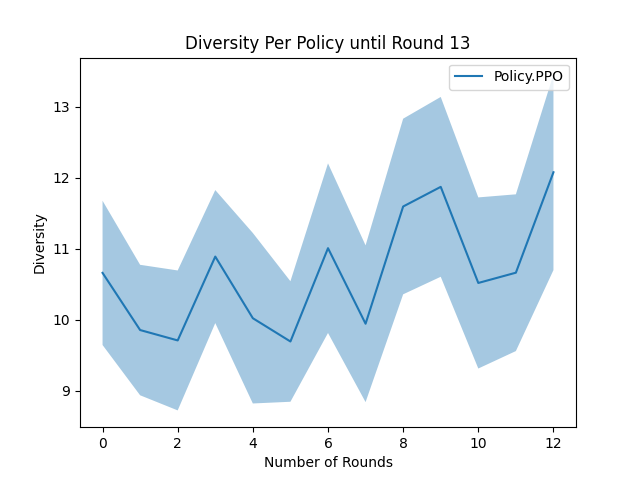 Diversity Per Policy until Round 13
Policy.PPO
13
12
11
10
9
Diversity
0 2 4 6 8 10 12
Number of Rounds